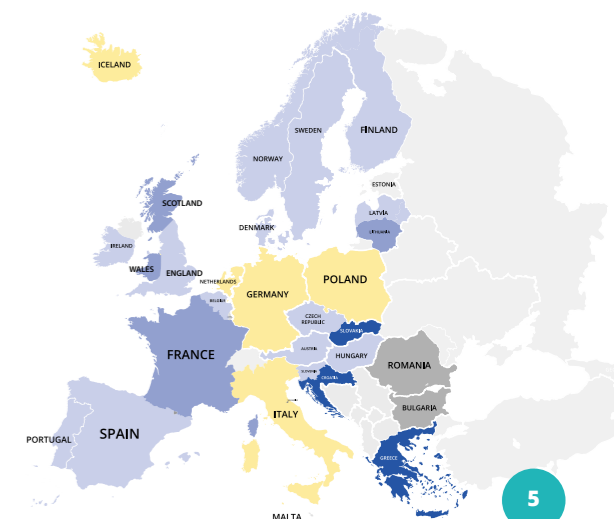 ICELAND
SWEDEN
FINLAND
NORWAY
ESTONIA
SCOTLAND
LATVIA
LITHUANIA
DENMARK
IRELAND
WALES
ENGLAND
NETHERLANDS
POLAND
GERMANY
BELGIUM
CZECH
REPUBLIC
SLOVAKIA
FRANCE
AUSTRIA
HUNGARY
ROMANIA
SLOVENIA
CROATIA
BULGARIA
ITALY
SPAIN
PORTUGAL
GREECE
5
MALTA